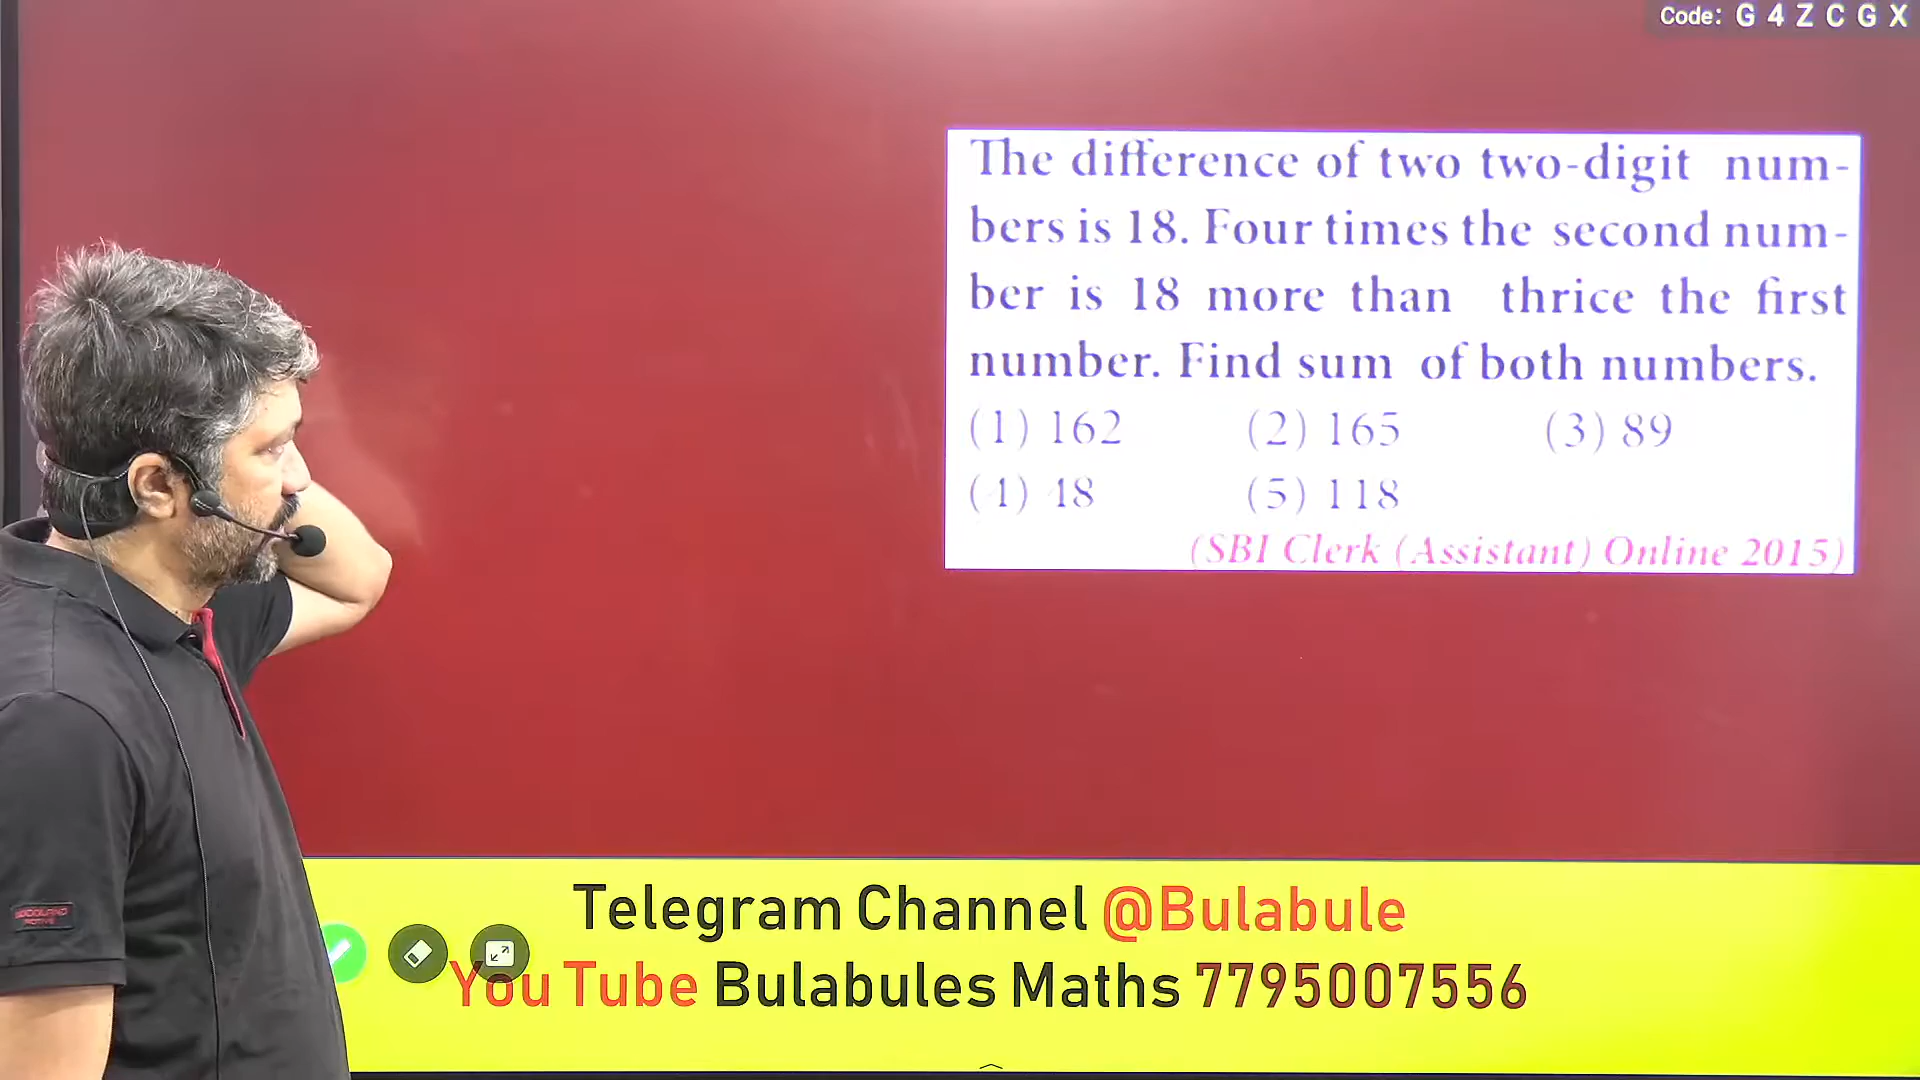 Code: G 4 Z C G X
The difference of two two-digit num-
bers is 18. Four times the second num-
ber is 18 more than thrice the first
number. Find sum of both numbers.
(1) 162 (2) 165 (3) 89
(4) 48 (5) 118
(SBI Clerk (Assistant) Online 2015)
Telegram Channel @Bulabule
You Tube Bulabules Maths 7795007556